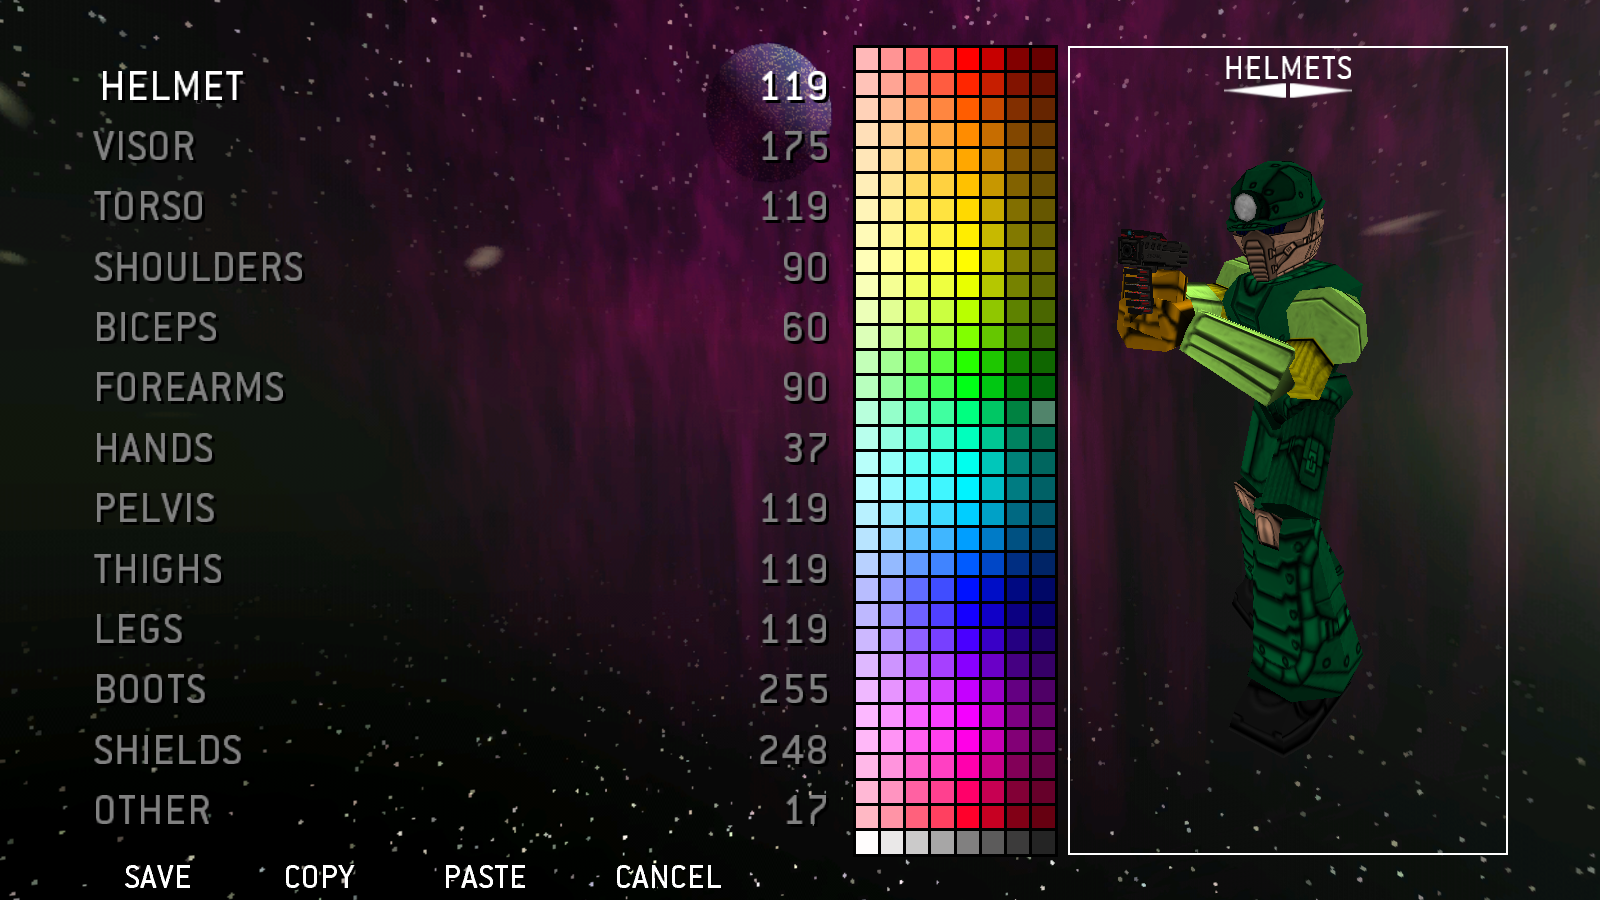 HELMETS
HELMET 119
VISOR 175
TORSO 119
SHOULDERS 90
BICEPS 60
FOREARMS 90
HANDS 37
PELVIS 119
THIGHS 119
LEGS 119
BOOTS 255
SHIELDS 248
OTHER 17
SAVE COPY PASTE CANCEL